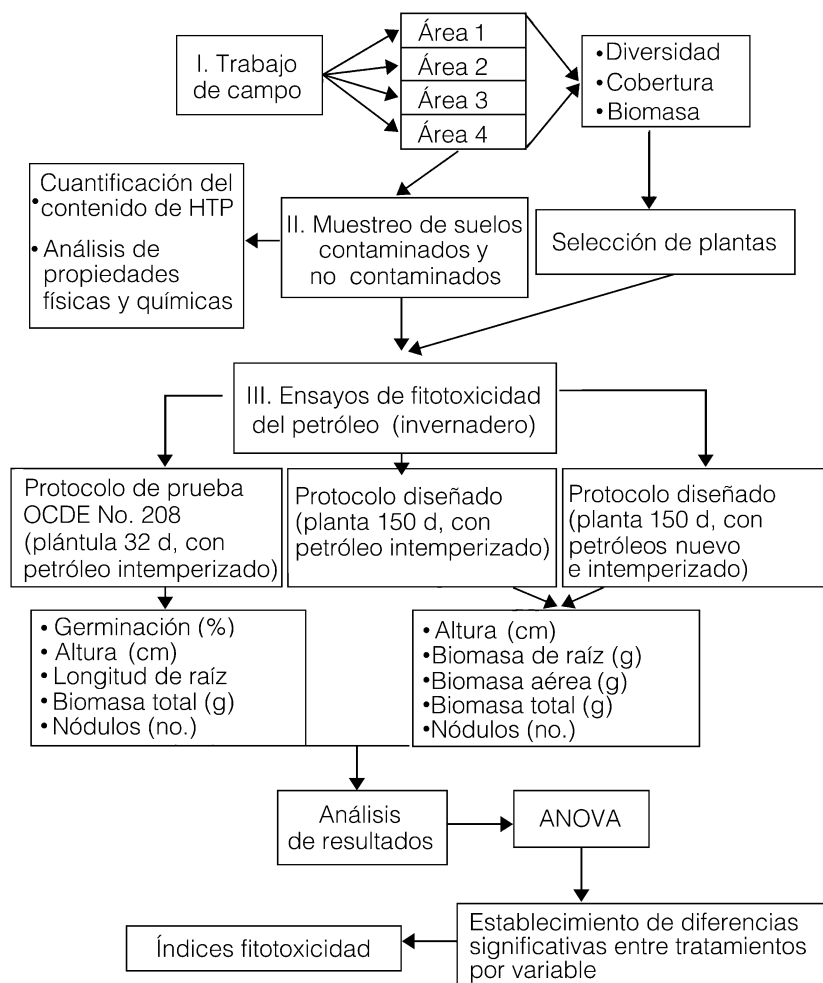 I. Trabajo
de campo
Área 1
Área 2
Área 3
Área 4
•Diversidad
•Cobertura
•Biomasa
Cuantificación del
•contenido de HTP
•Análisis de
propiedades
físicas y químicas
II. Muestreo de suelos
contaminados y
no contaminados
Selección de plantas
III. Ensayos de fitotoxicidad
del petróleo (invernadero)
Protocolo de prueba
OCDE No. 208
(plántula 32 d, con
petróleo intemperizado)
Protocolo diseñado
(planta 150 d, con
petróleo intemperizado)
Protocolo diseñado
(planta 150 d, con
petróleos nuevo
e intemperizado)
• Germinación (%)
• Altura (cm)
• Longitud de raíz
• Biomasa total (g)
• Nódulos (no.)
•Altura (cm)
•Biomasa de raíz (g)
•Biomasa aérea (g)
•Biomasa total (g)
•Nódulos (no.)
Análisis
de resultados
ANOVA
Establecimiento de diferencias
significativas entre tratamientos
por variable
Índices fitotoxicidad